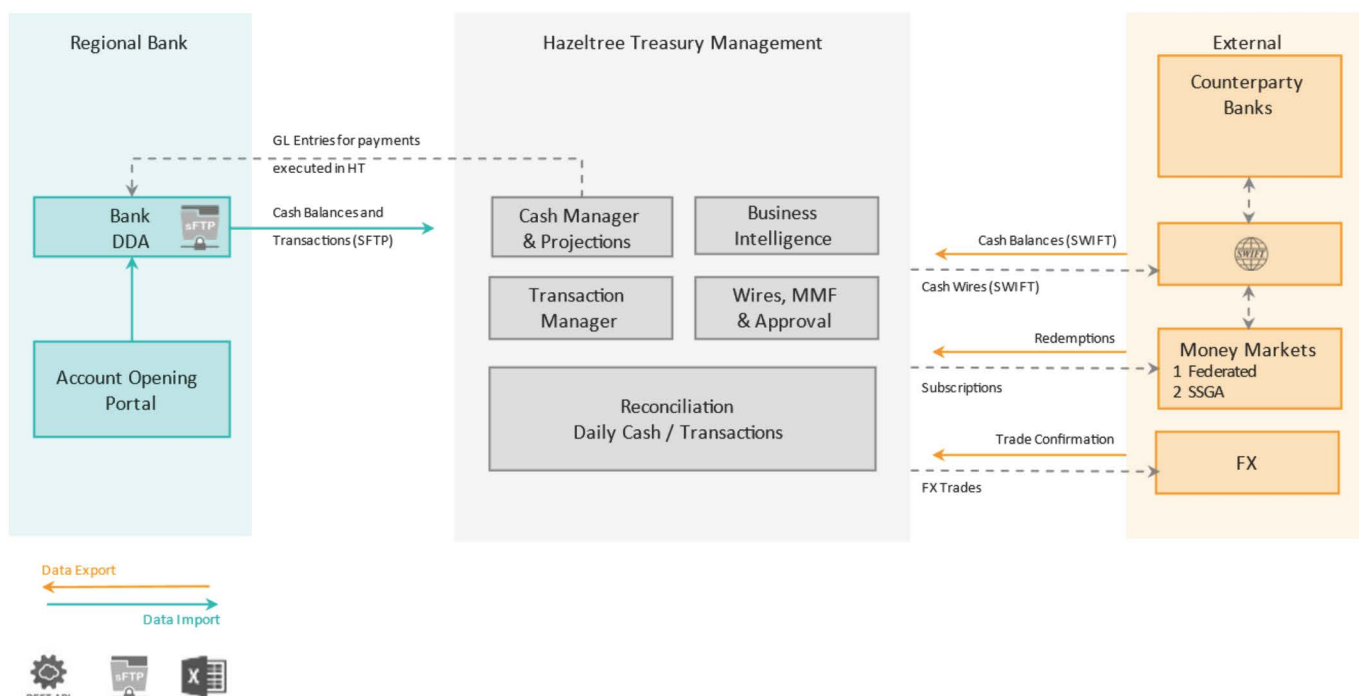 Regional Bank
Hazeltree Treasury Management
External
Counterparty
Banks
GL Entries for payments
executed in HT
Bank
DDA
sFTP
Cash Balances and
Transactions (SFTP)
Cash Manager
& Projections
Business
Intelligence
Cash Balances (SWIFT)
Cash Wires (SWIFT)
SWIFT
Transaction
Manager
Wires, MMF
& Approval
Redemptions
Subscriptions
Money Markets
1 Federated
2 SSGA
Account Opening
Portal
Reconciliation
Daily Cash / Transactions
Trade Confirmation
FX Trades
FX
Data Export
Data Import
sFTP
X
REST API